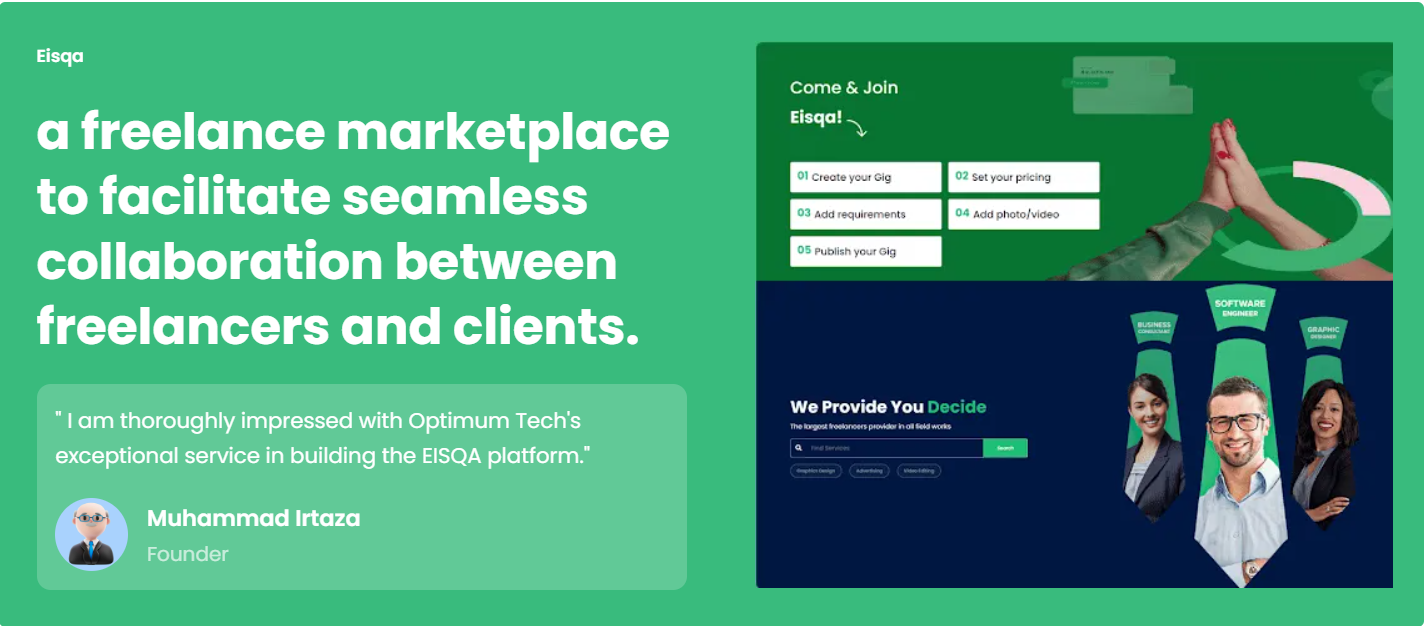 Eisqa
a freelance marketplace
to facilitate seamless
collaboration between
freelancers and clients.
" I am thoroughly impressed with Optimum Tech's
exceptional service in building the EISQA platform."
Muhammad Irtaza
Founder
Come & Join
Eisqa!
01 Create your Gig
02 Set your pricing
03 Add requirements
04 Add photo/video
05 Publish your Gig
BUSINESS
CONSULTANT
SOFTWARE
ENGINEER
GRAPHIC
DESIGNER
We Provide You Decide
The largest freelancers provider in all field works
Find Services
Search
Graphics Design
Advertising
Video Editing